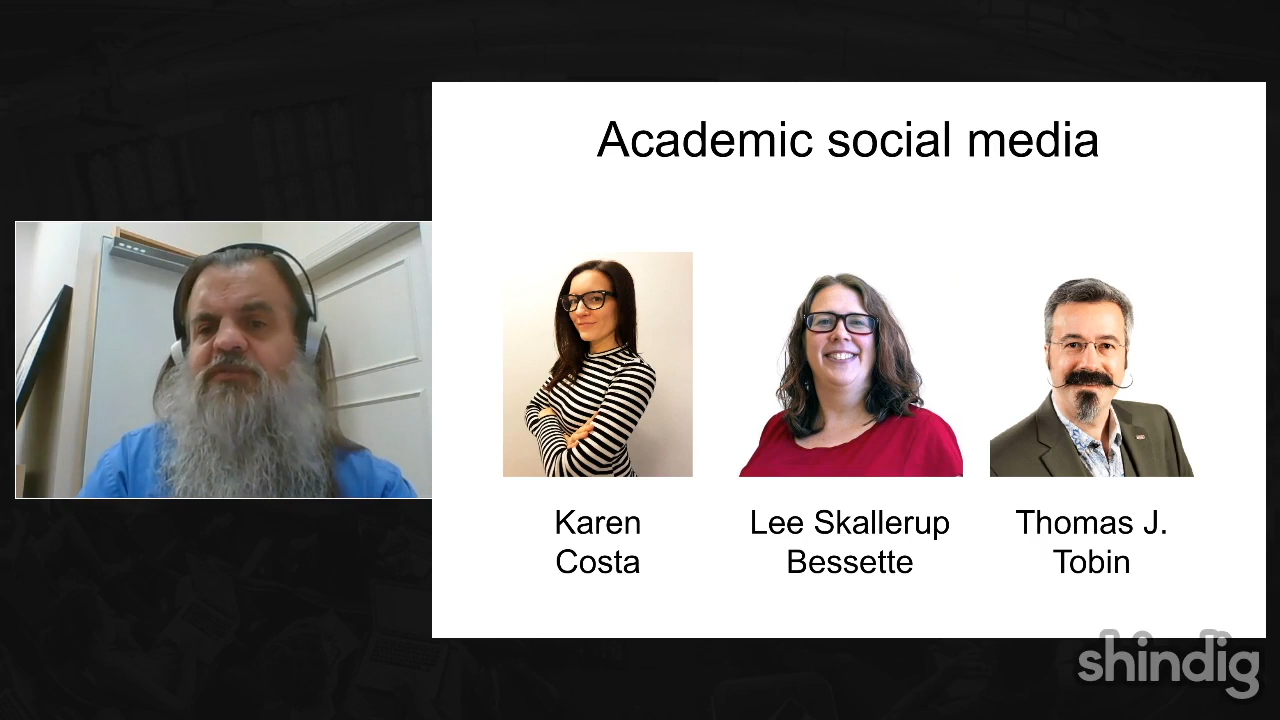 Academic social media
Karen
Costa
Lee Skallerup
Bessette
Thomas J.
Tobin
shindig